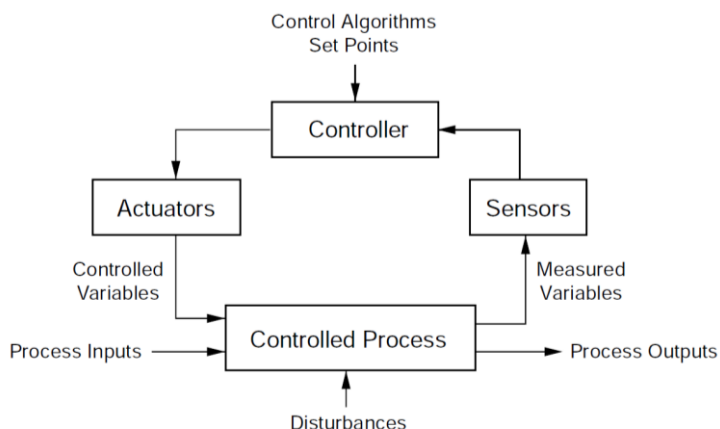 Control Algorithms
Set Points
Controller
Actuators
Sensors
Controlled
Variables
Measured
Variables
Controlled Process
Process Inputs
Process Outputs
Disturbances